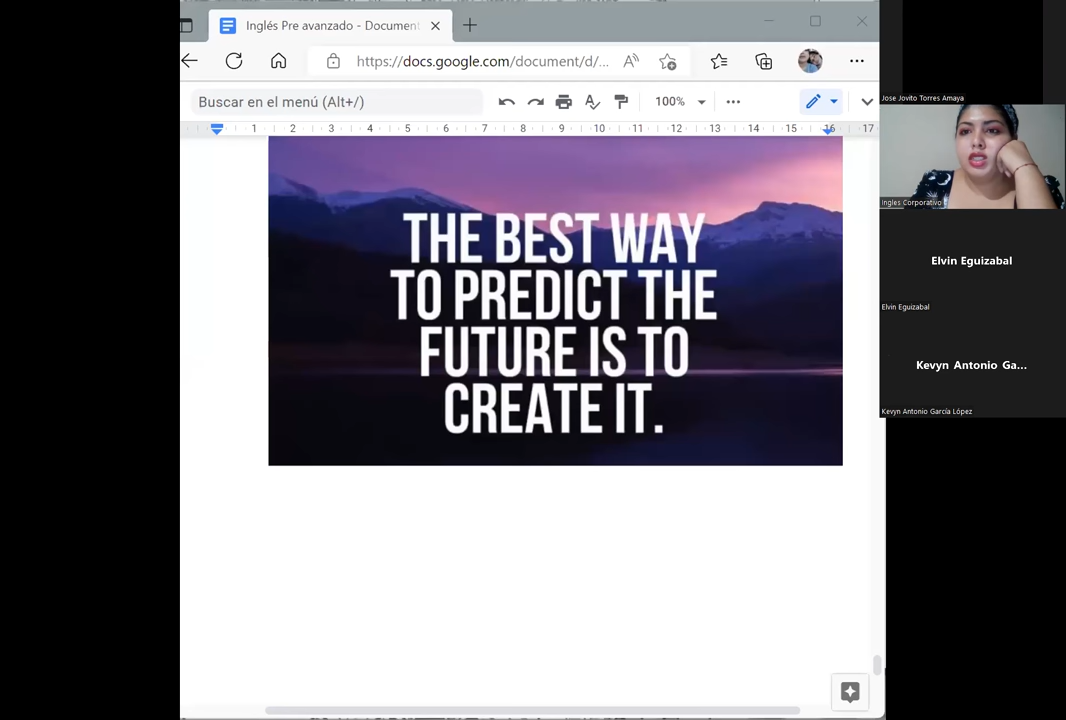 Inglés Pre avanzado - Document
https://docs.google.com/document/d/...
Buscar en el menú (Alt+/)
100%
1 2 3 4 5 6 7 8 9 10 11 12 13 14 15 16 17
THE BEST WAY
TO PREDICT THE
FUTURE IS TO
CREATE IT.
Jose Jovito Torres Amaya
Ingles Corporativo
Elvin Eguizabal
Elvin Eguizabal
Kevyn Antonio Ga...
Kevyn Antonio García López